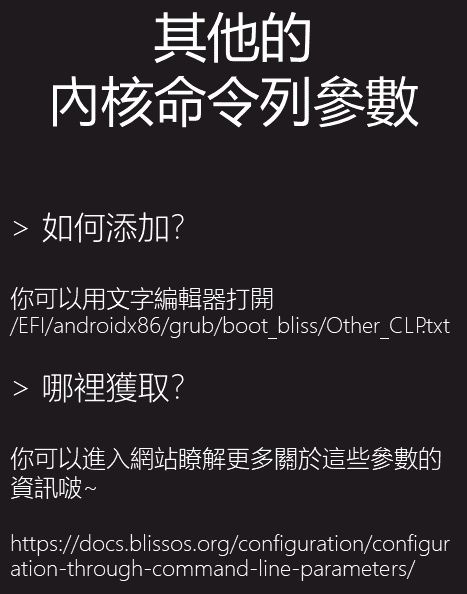 其他的
內核命令列參數
> 如何添加?
你可以用文字編輯器打開
/EFI/androidx86/grub/boot_bliss/Other_CLP.txt
> 哪裡獲取?
你可以進入網站瞭解更多關於這些參數的
資訊啵~
https://docs.blissos.org/configuration/configur
ation-through-command-line-parameters/